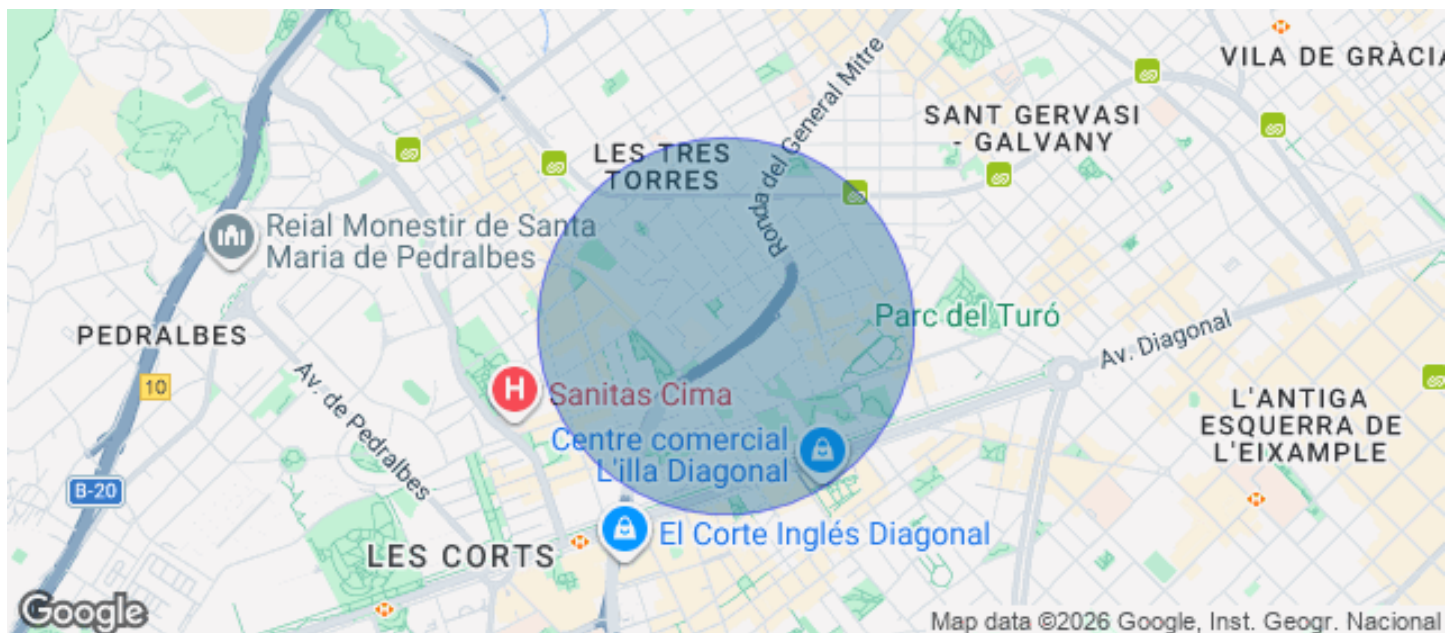 VILA DE GRÀCIA
SANT GERVASI
- GALVANY
LES TRES
TORRES
Ronda del General Mitre
Reial Monestir de Santa
Maria de Pedralbes
PEDRALBES
Parc del Turó
Av. Diagonal
10
Av. de Pedralbes
H
Sanitas Cima
L'ANTIGA
ESQUERRA DE
L'EIXAMPLE
Centre comercial
L'illa Diagonal
B-20
El Corte Inglés Diagonal
LES CORTS
Google
Map data ©2026 Google, Inst. Geogr. Nacional